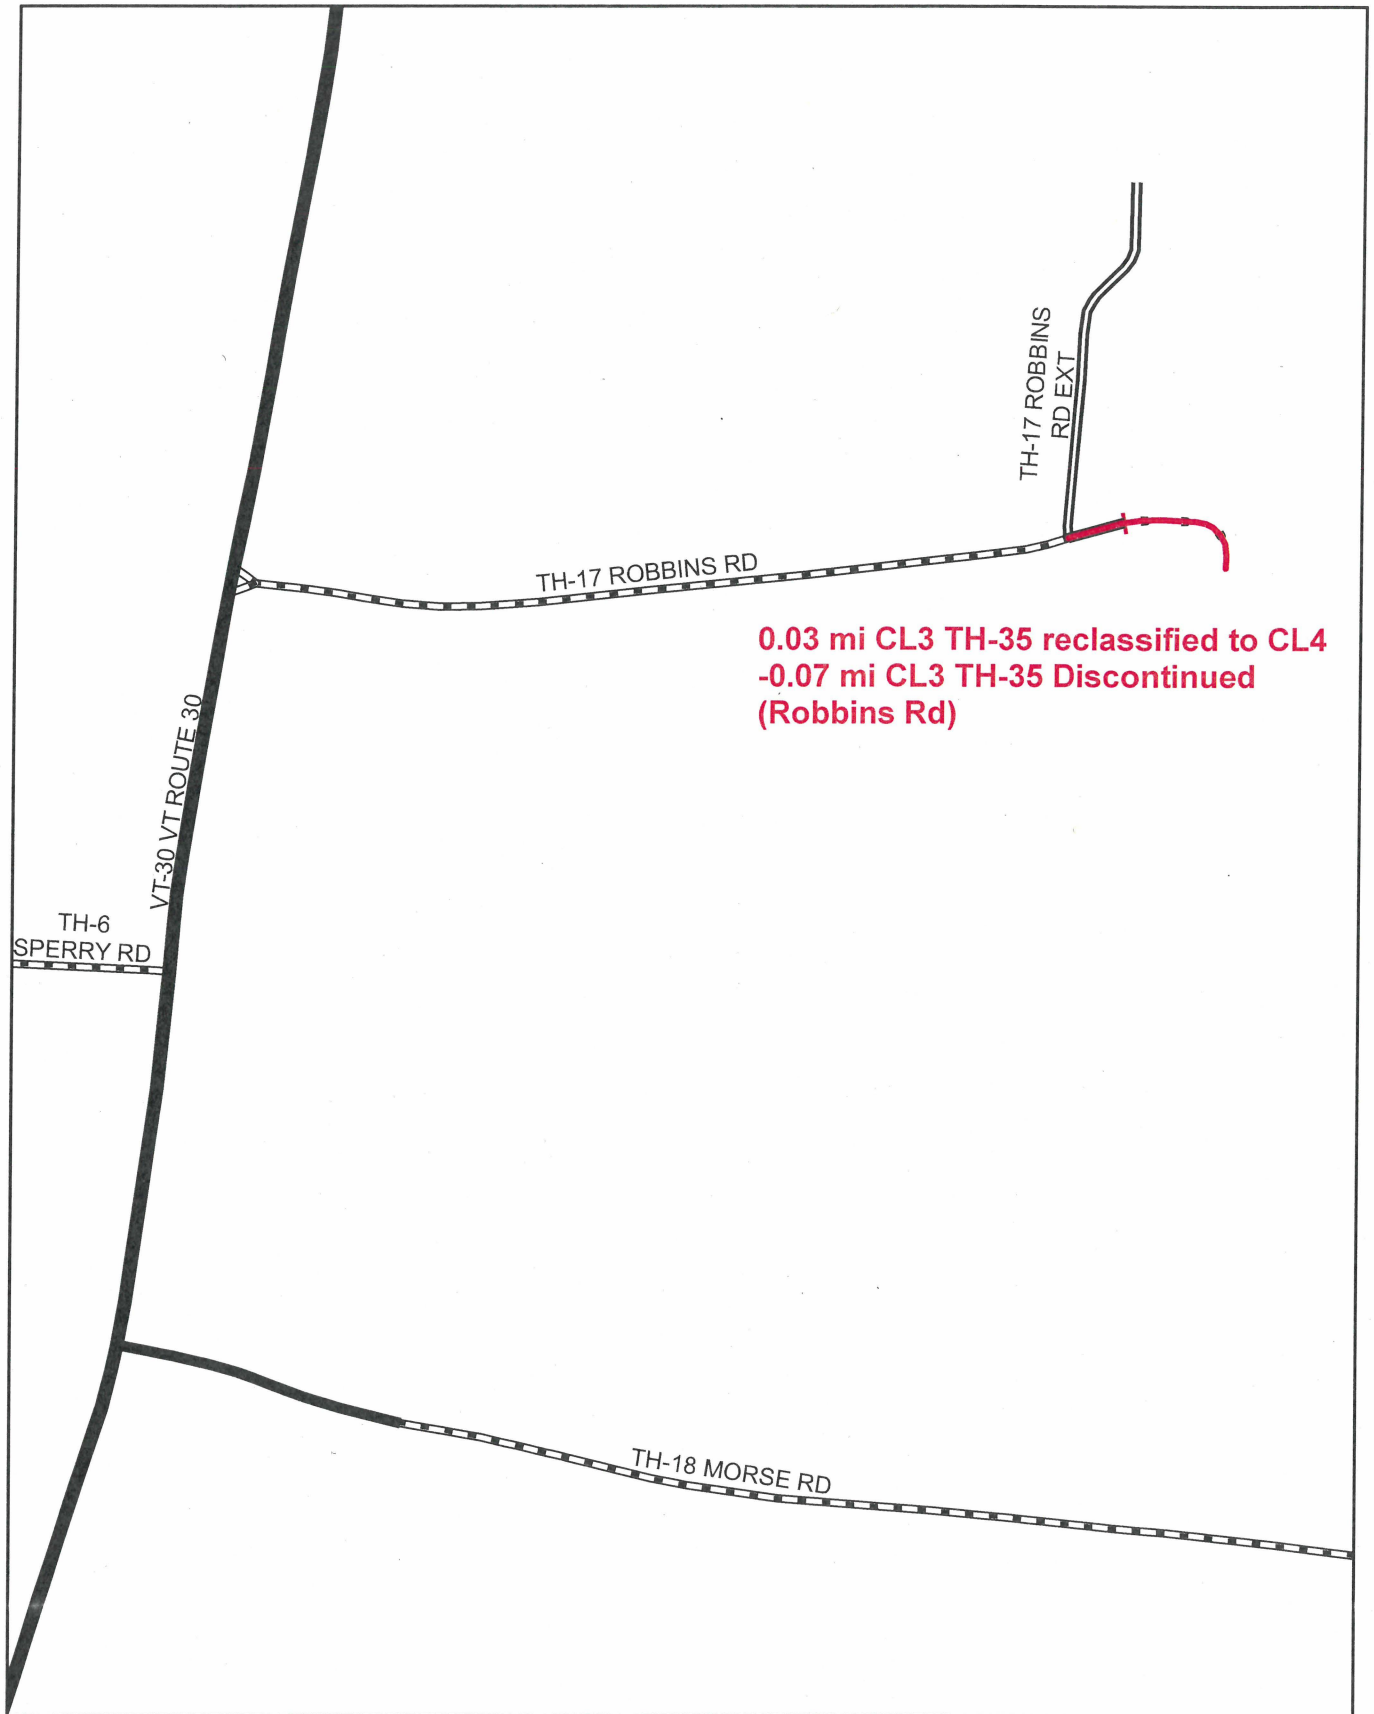 TH-17 ROBBINS
RD EXT
TH-17 ROBBINS RD
0.03 mi CL3 TH-35 reclassified to CL4
-0.07 mi CL3 TH-35 Discontinued
(Robbins Rd)
VT-30 VT ROUTE 30
TH-6
SPERRY RD
TH-18 MORSE RD